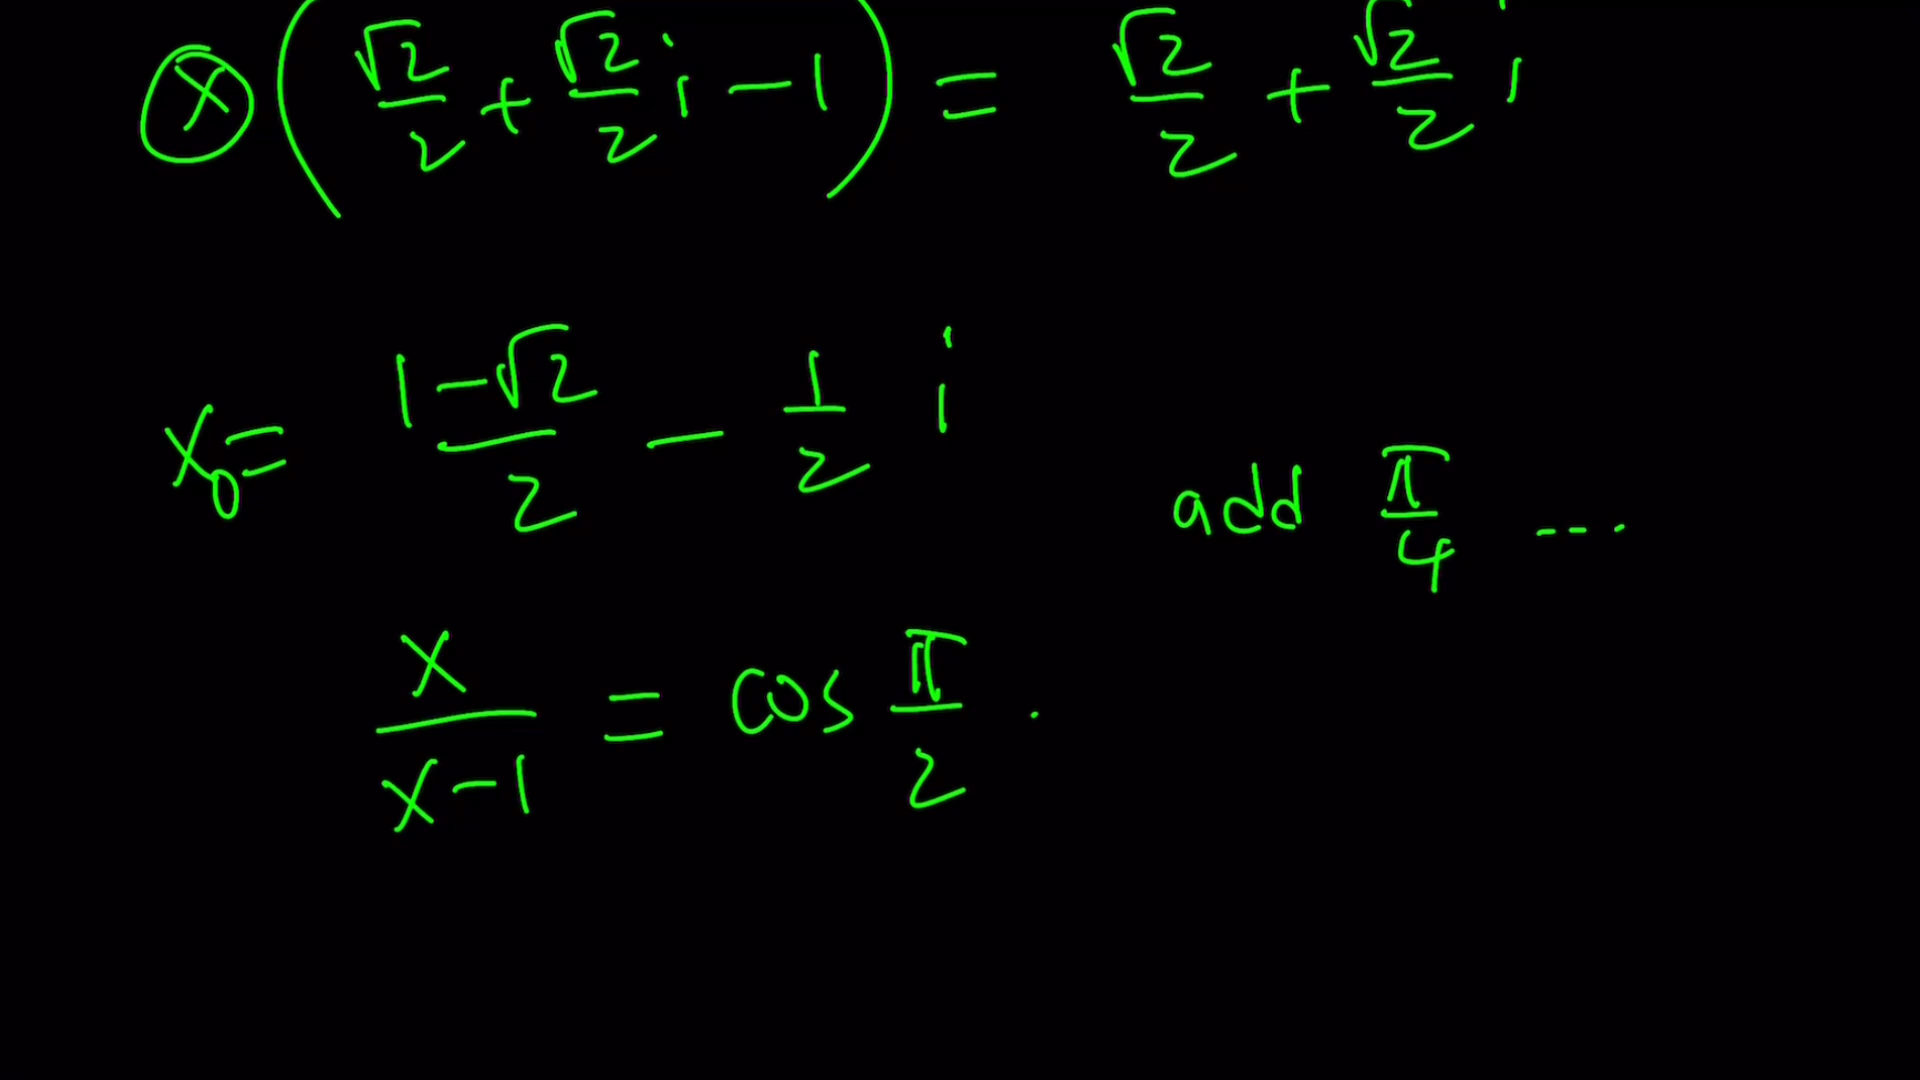 x (√2/2 + √2/2 i - 1) = √2/2 + √2/2 i
x₀ = (1-√2)/2 - 1/2 i
add π/4 ...
x/(x-1) = cos π/2 .